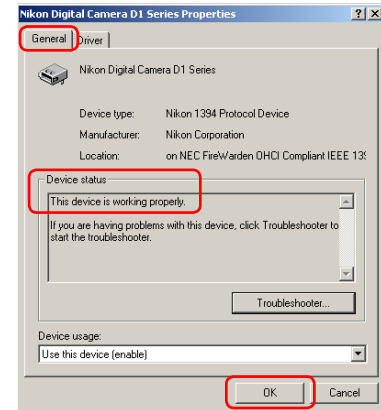 Nikon Digital Camera D1 Series Properties
General Driver
Nikon Digital Camera D1 Series
Device type: Nikon 1394 Protocol Device
Manufacturer: Nikon Corporation
Location: on NEC FireWarden OHCI Compliant IEEE 139
Device status
This device is working properly.
If you are having problems with this device, click Troubleshooter to
start the troubleshooter.
Troubleshooter...
Device usage:
Use this device (enable)
OK Cancel